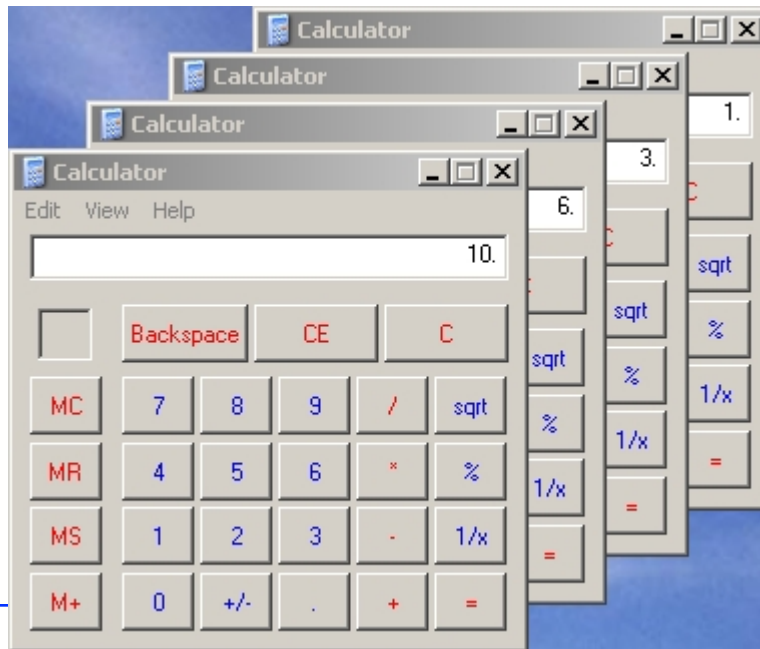 Calculator
1.
C
sqrt
%
1/x
=
Calculator
3.
C
sqrt
%
1/x
=
Calculator
6.
sqrt
%
1/x
=
Calculator
Edit View Help
10.
Backspace CE C
MC 7 8 9 / sqrt
MR 4 5 6 * %
MS 1 2 3 - 1/x
M+ 0 +/- . + =